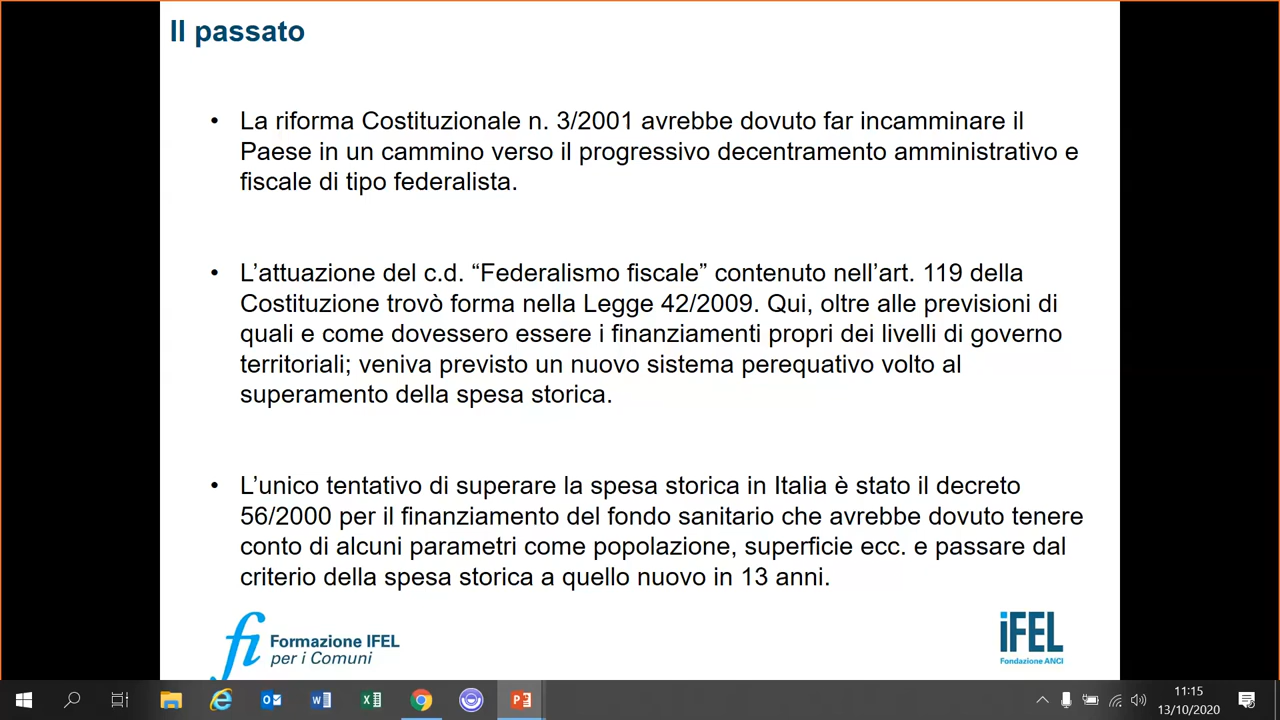 Il passato
• La riforma Costituzionale n. 3/2001 avrebbe dovuto far incamminare il
Paese in un cammino verso il progressivo decentramento amministrativo e
fiscale di tipo federalista.
• L’attuazione del c.d. “Federalismo fiscale” contenuto nell’art. 119 della
Costituzione trovò forma nella Legge 42/2009. Qui, oltre alle previsioni di
quali e come dovessero essere i finanziamenti propri dei livelli di governo
territoriali; veniva previsto un nuovo sistema perequativo volto al
superamento della spesa storica.
• L’unico tentativo di superare la spesa storica in Italia è stato il decreto
56/2000 per il finanziamento del fondo sanitario che avrebbe dovuto tenere
conto di alcuni parametri come popolazione, superficie ecc. e passare dal
criterio della spesa storica a quello nuovo in 13 anni.
fi
Formazione IFEL
per i Comuni
iFEL
Fondazione ANCI
11:15
13/10/2020